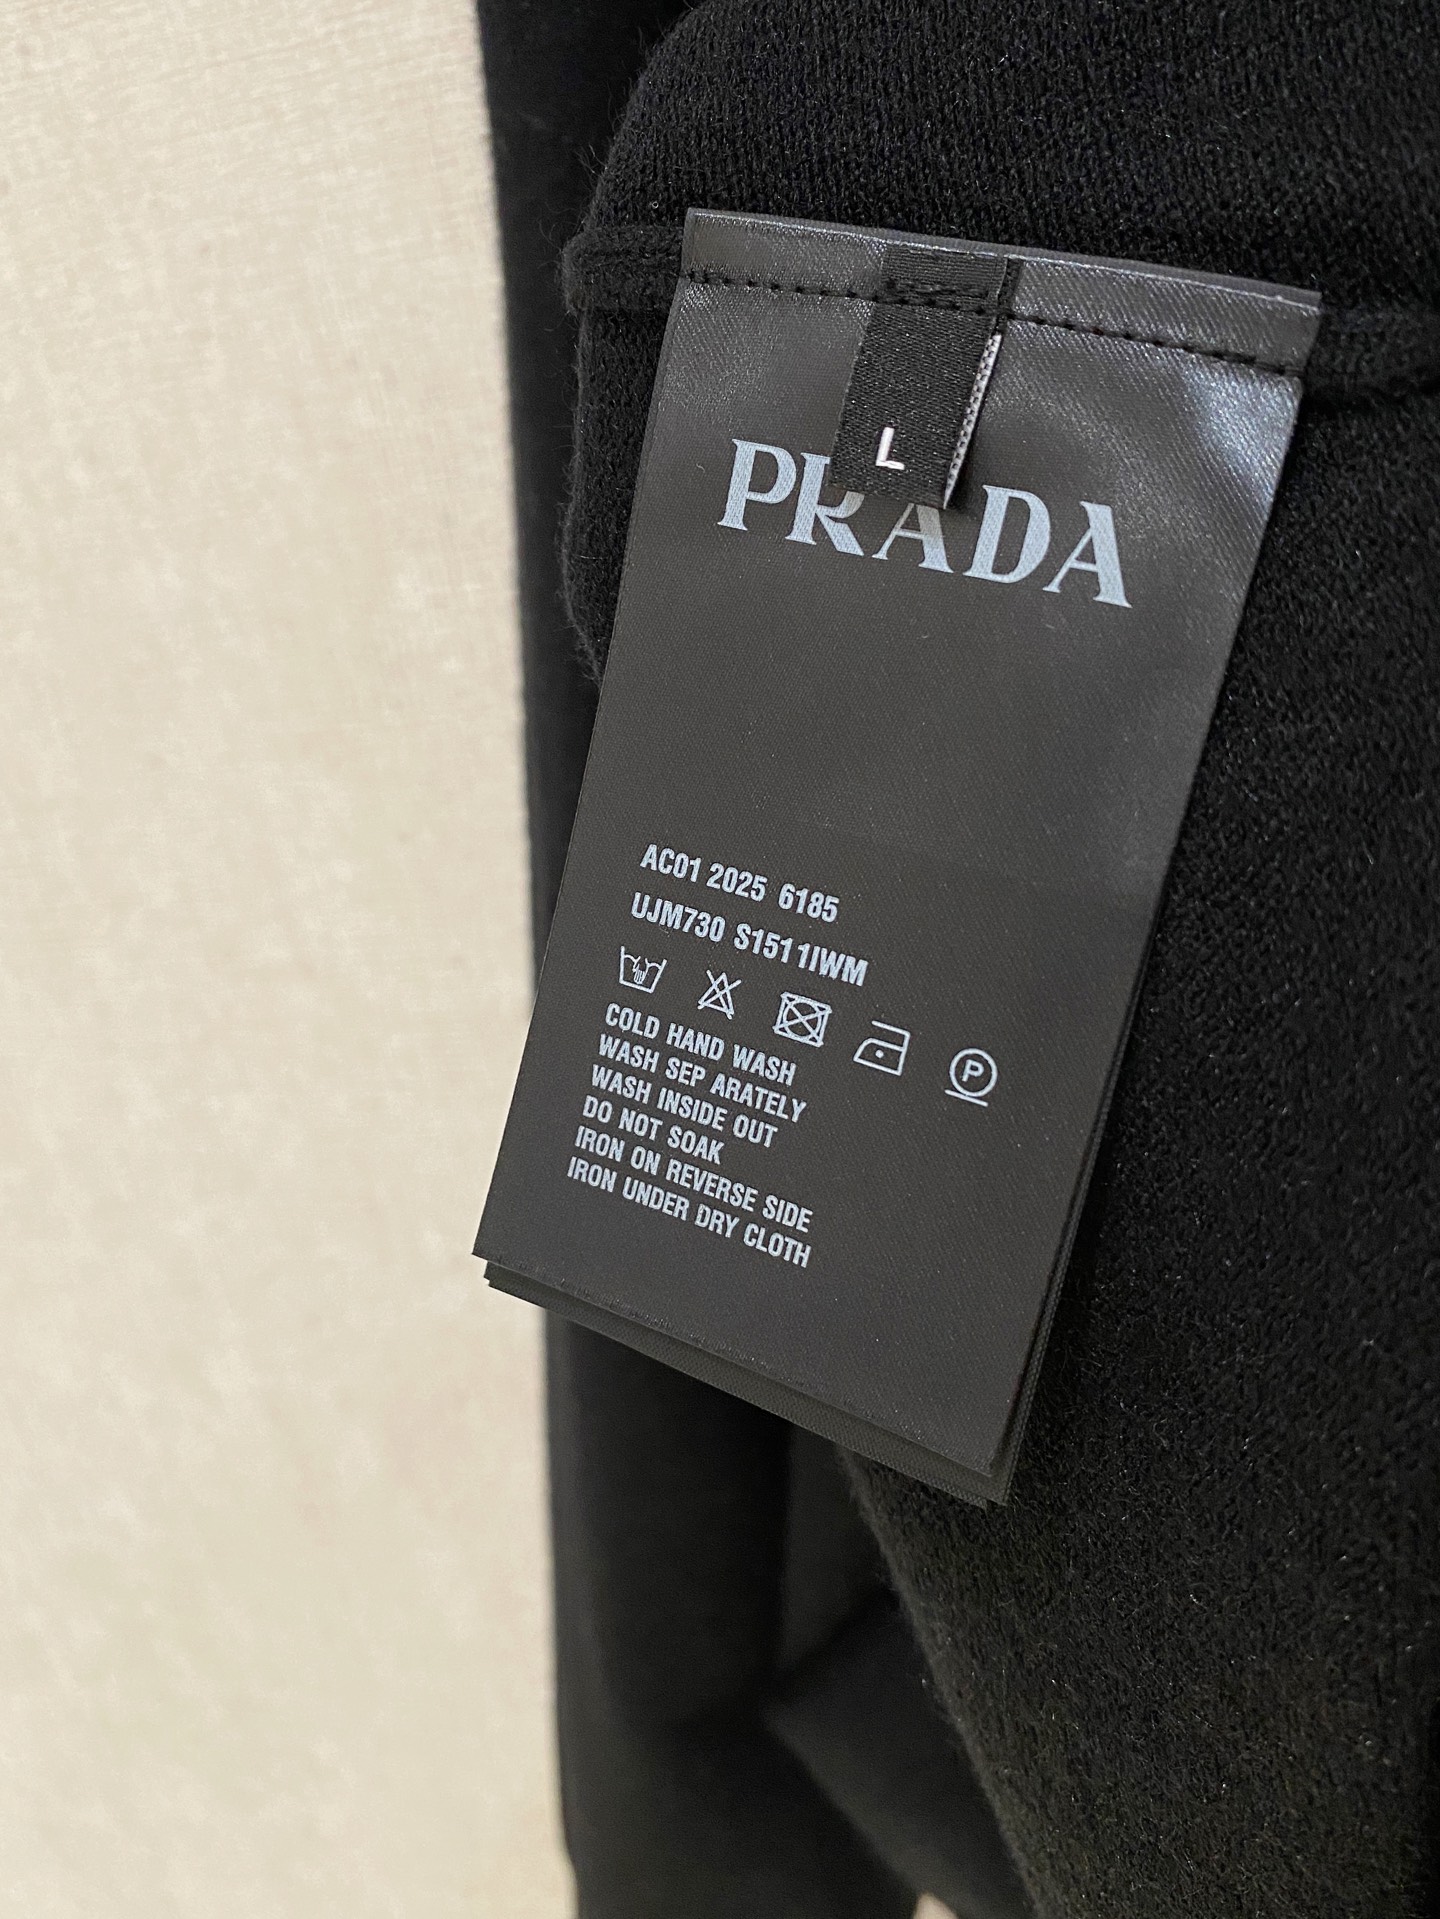 L
PRADA
AC01 2025 6185
UJM730 S1511IWM
COLD HAND WASH
WASH SEP ARATELY
WASH INSIDE OUT
DO NOT SOAK
IRON ON REVERSE SIDE
IRON UNDER DRY CLOTH
P